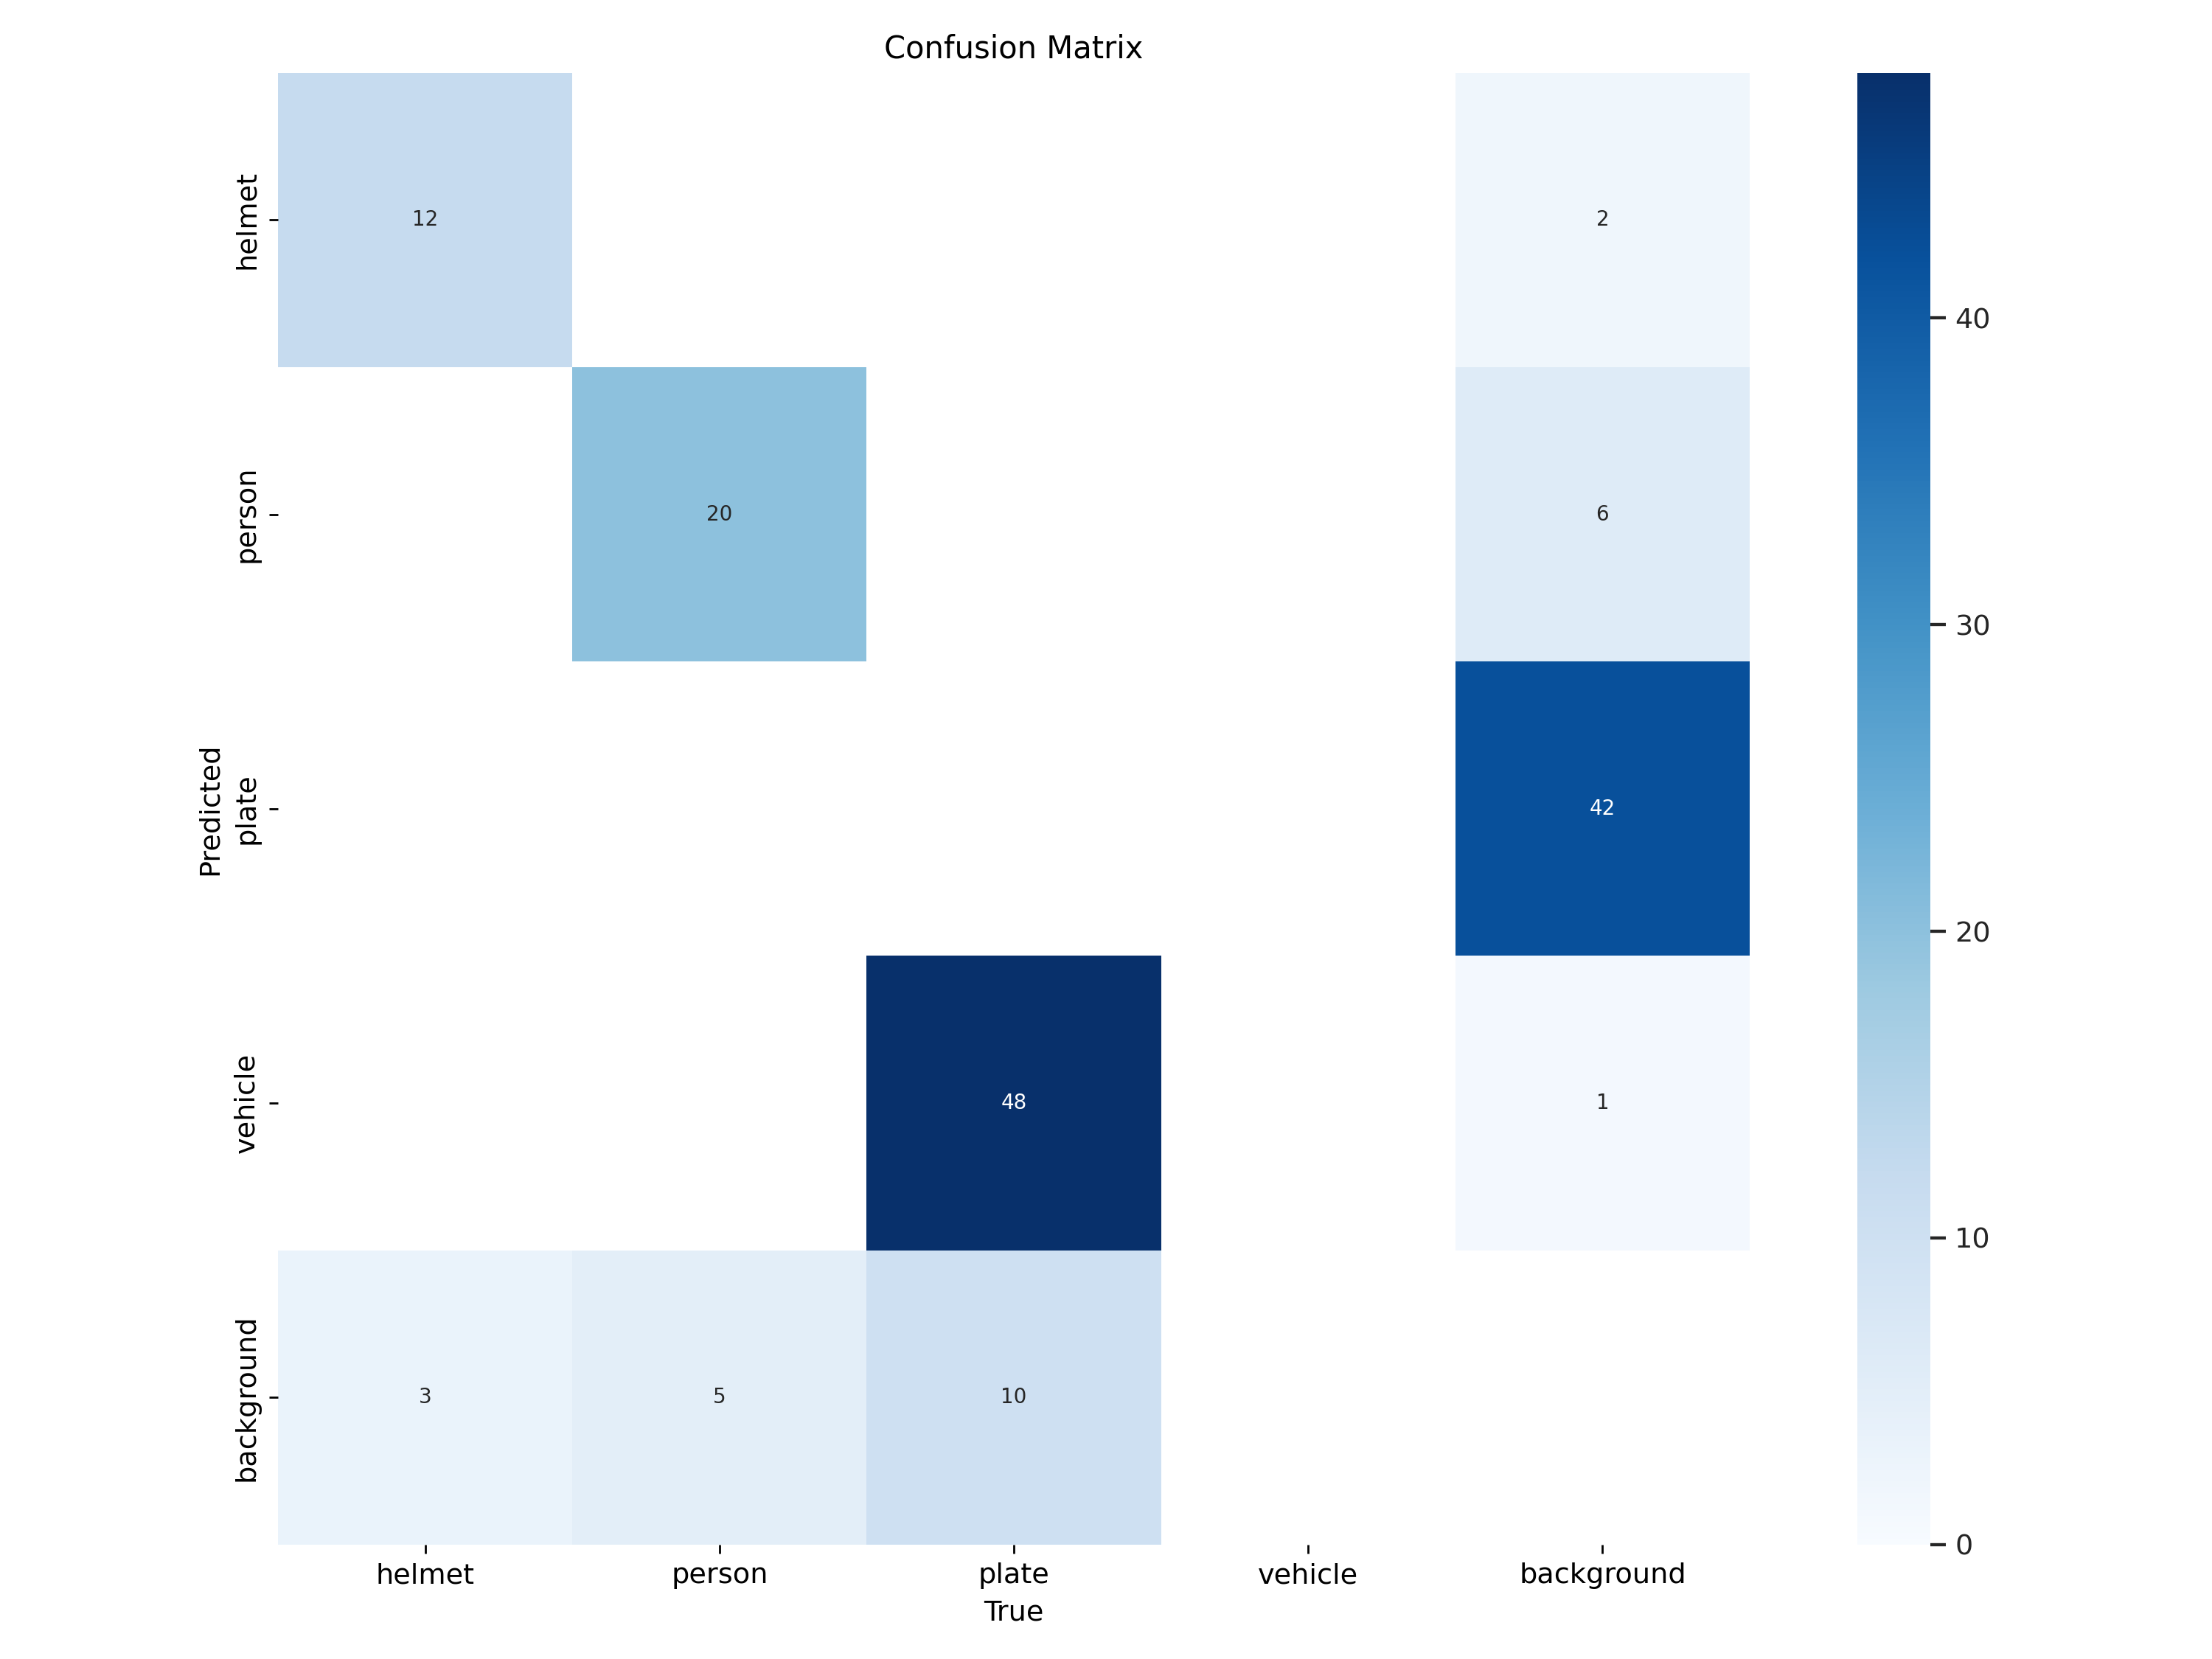 Confusion Matrix
helmet
12
2
40
person
20
6
30
Predicted
plate
42
20
vehicle
48
1
10
background
3
5
10
0
helmet
person
plate
vehicle
background
True